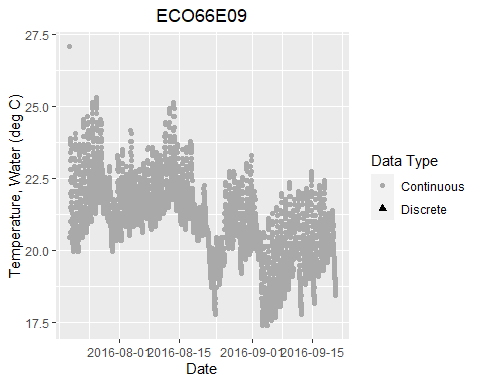 ECO66E09
27.5
25.0
22.5
20.0
17.5
Temperature, Water (deg C)
2016-08-01
2016-08-15
2016-09-01
2016-09-15
Date
Data Type
Continuous
Discrete